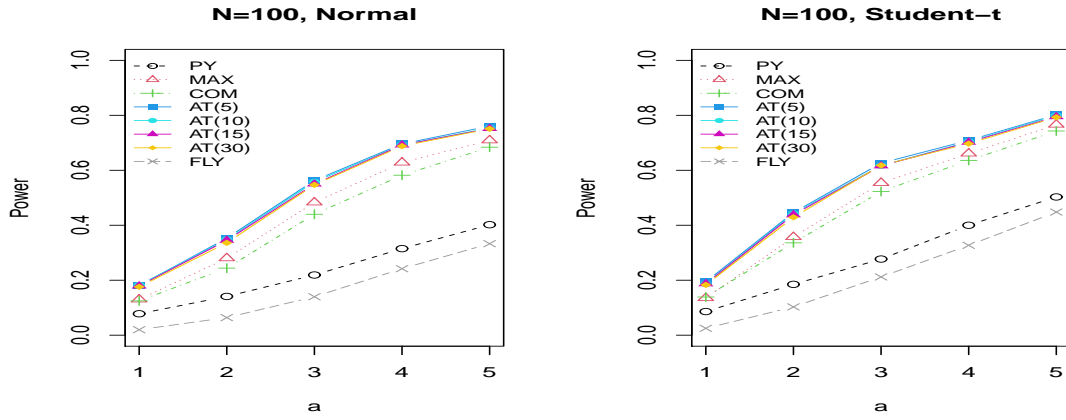 N=100, Normal
Power
1.0
0.8
0.6
0.4
0.2
0.0
PY
MAX
COM
AT(5)
AT(10)
AT(15)
AT(30)
FLY
1 2 3 4 5
a
N=100, Student-t
Power
1.0
0.8
0.6
0.4
0.2
0.0
PY
MAX
COM
AT(5)
AT(10)
AT(15)
AT(30)
FLY
1 2 3 4 5
a